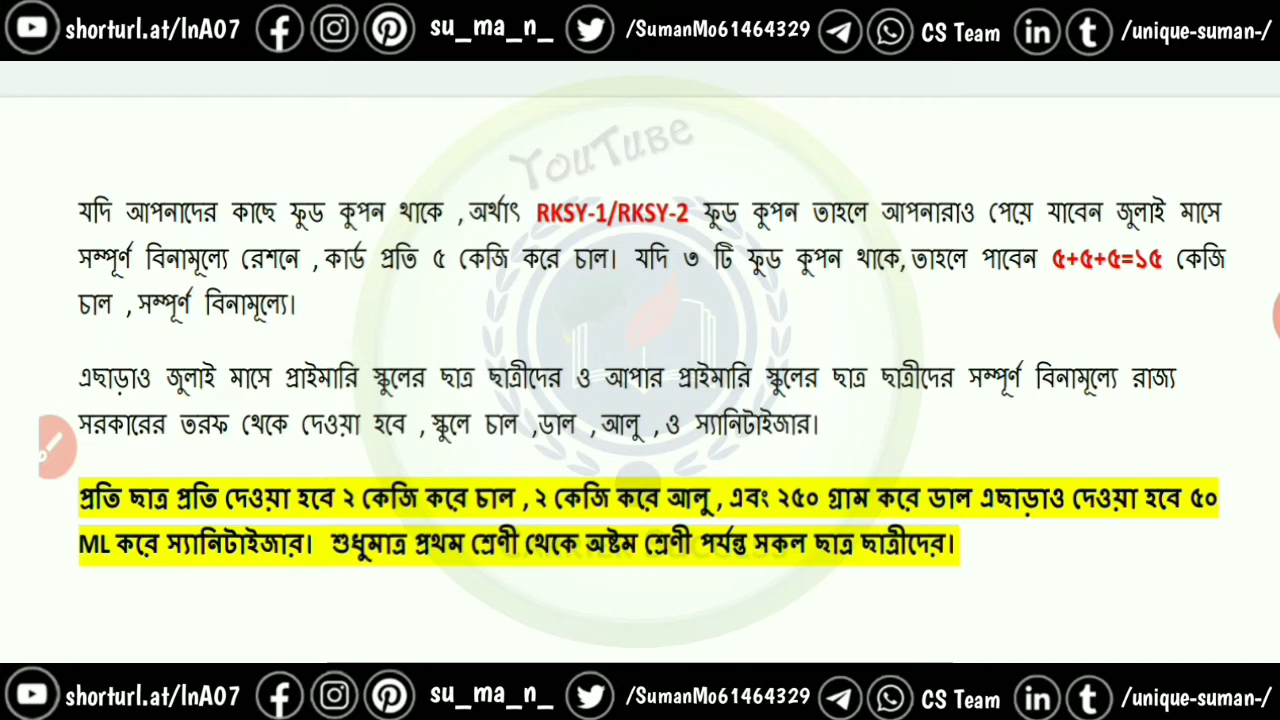 shorturl.at/lnA07 su_ma_n_ /SumanMo61464329 CS Team /unique-suman-/
YouTube
যদি আপনাদের কাছে ফুড কুপন থাকে ,অর্থাৎ RKSY-1/RKSY-2 ফুড কুপন তাহলে আপনারাও পেয়ে যাবেন জুলাই মাসে
সম্পূর্ণ বিনামূল্যে রেশনে ,কার্ড প্রতি ৫ কেজি করে চাল। যদি ৩ টি ফুড কুপন থাকে,তাহলে পাবেন ৫+৫+৫=১৫ কেজি
চাল ,সম্পূর্ণ বিনামূল্যে।
এছাড়াও জুলাই মাসে প্রাইমারি স্কুলের ছাত্র ছাত্রীদের ও আপার প্রাইমারি স্কুলের ছাত্র ছাত্রীদের সম্পূর্ণ বিনামূল্যে রাজ্য
সরকারের তরফ থেকে দেওয়া হবে ,স্কুলে চাল ,ডাল ,আলু ,ও স্যানিটাইজার।
প্রতি ছাত্র প্রতি দেওয়া হবে ২ কেজি করে চাল ,২ কেজি করে আলু ,এবং ২৫০ গ্রাম করে ডাল এছাড়াও দেওয়া হবে ৫০
ML করে স্যানিটাইজার। শুধুমাত্র প্রথম শ্রেণী থেকে অষ্টম শ্রেণী পর্যন্ত সকল ছাত্র ছাত্রীদের।
shorturl.at/lnA07 su_ma_n_ /SumanMo61464329 CS Team /unique-suman-/